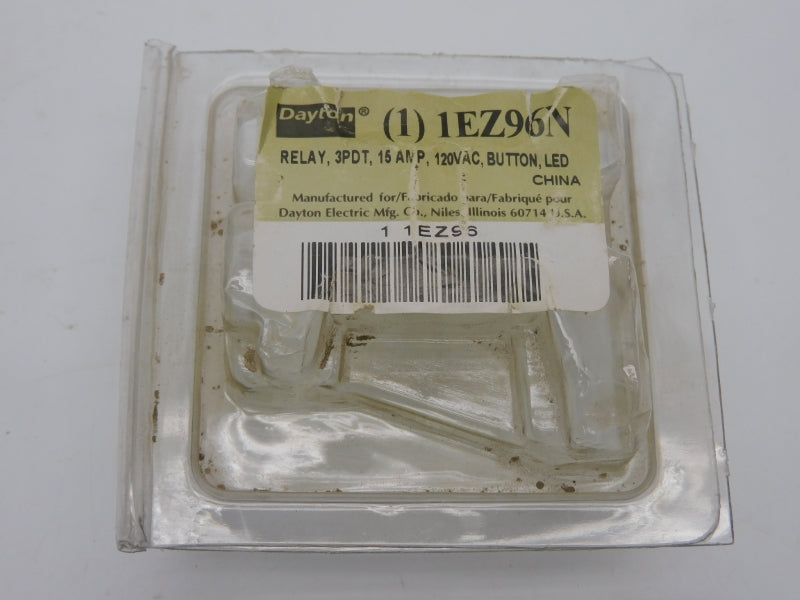 Dayton® (1) 1EZ96N
RELAY, 3PDT, 15 AMP, 120VAC, BUTTON, LED
CHINA
Manufactured for/Fabricado para/Fabriqué pour
Dayton Electric Mfg. Co., Niles, Illinois 60714 U.S.A.
1 1EZ96